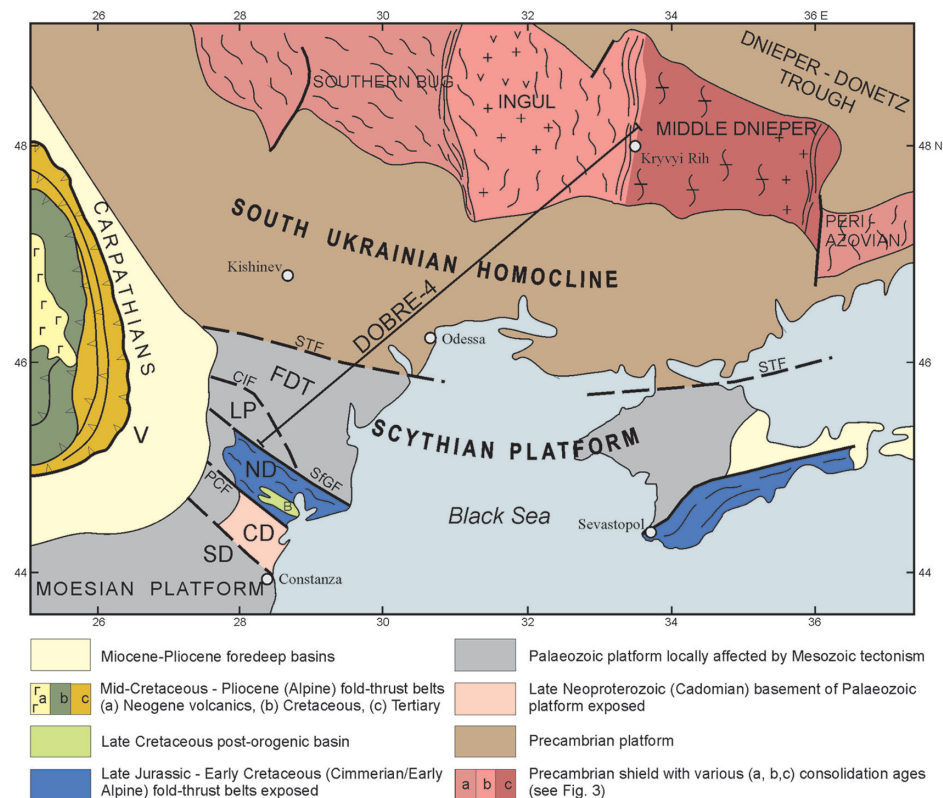 26 28 30 32 34 36 E
DNIEPER - DONETZ
TROUGH
SOUTHERN BUG
INGUL
MIDDLE DNIEPER
48
48 N
Kryvyi Rih
PERI -
AZOVIAN
CARPATHIANS
SOUTH UKRAINIAN HOMOCLINE
Kishinev
DOBRE-4
Odessa
STF
STF
46
46
FDT
CIF
LP
SCYTHIAN PLATFORM
V
ND
SfGF
PCF
B
Black Sea
Sevastopol
CD
SD
44
44
Constanza
MOESIAN PLATFORM
26 28 30 32 34 36
Miocene-Pliocene foredeep basins
a b c
Mid-Cretaceous - Pliocene (Alpine) fold-thrust belts
(a) Neogene volcanics, (b) Cretaceous, (c) Tertiary
Late Cretaceous post-orogenic basin
Late Jurassic - Early Cretaceous (Cimmerian/Early
Alpine) fold-thrust belts exposed
Palaeozoic platform locally affected by Mesozoic tectonism
Late Neoproterozoic (Cadomian) basement of Palaeozoic
platform exposed
Precambrian platform
a b c
Precambrian shield with various (a, b,c) consolidation ages
(see Fig. 3)